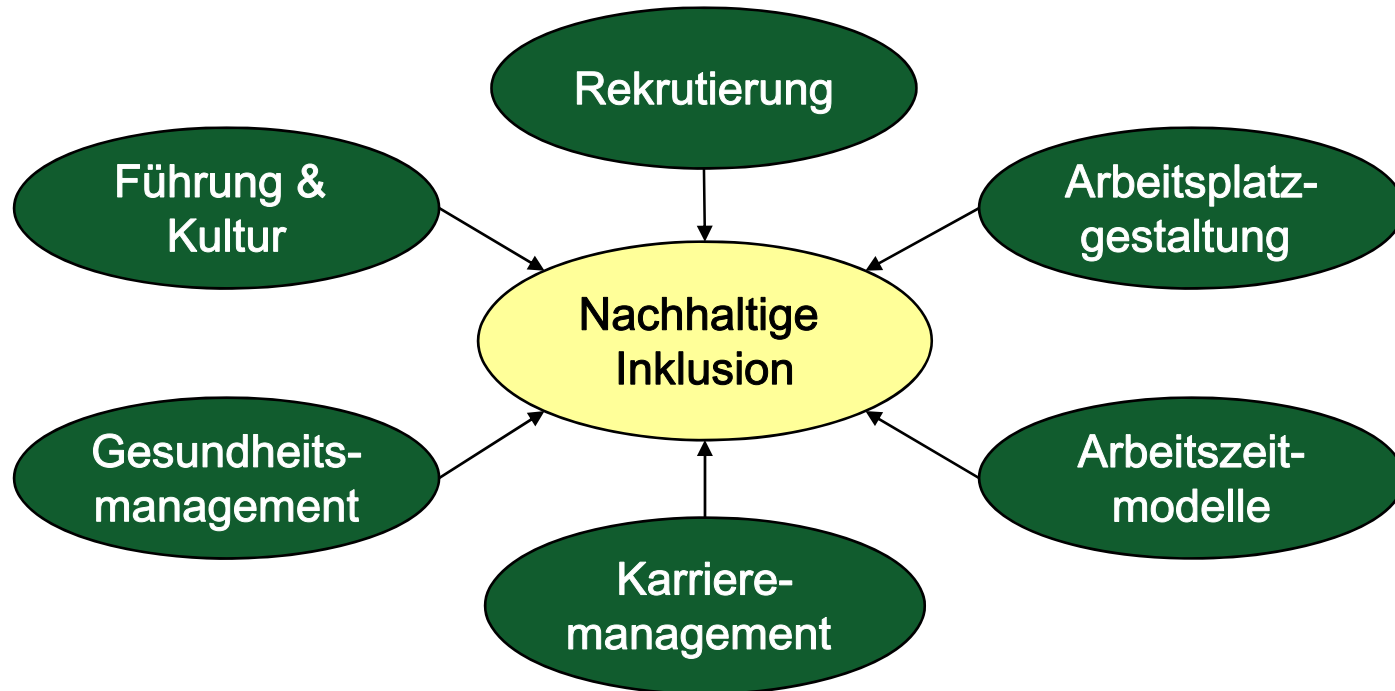 Rekrutierung
Führung &
Kultur
Arbeitsplatz-
gestaltung
Nachhaltige
Inklusion
Gesundheits-
management
Arbeitszeit-
modelle
Karriere-
management